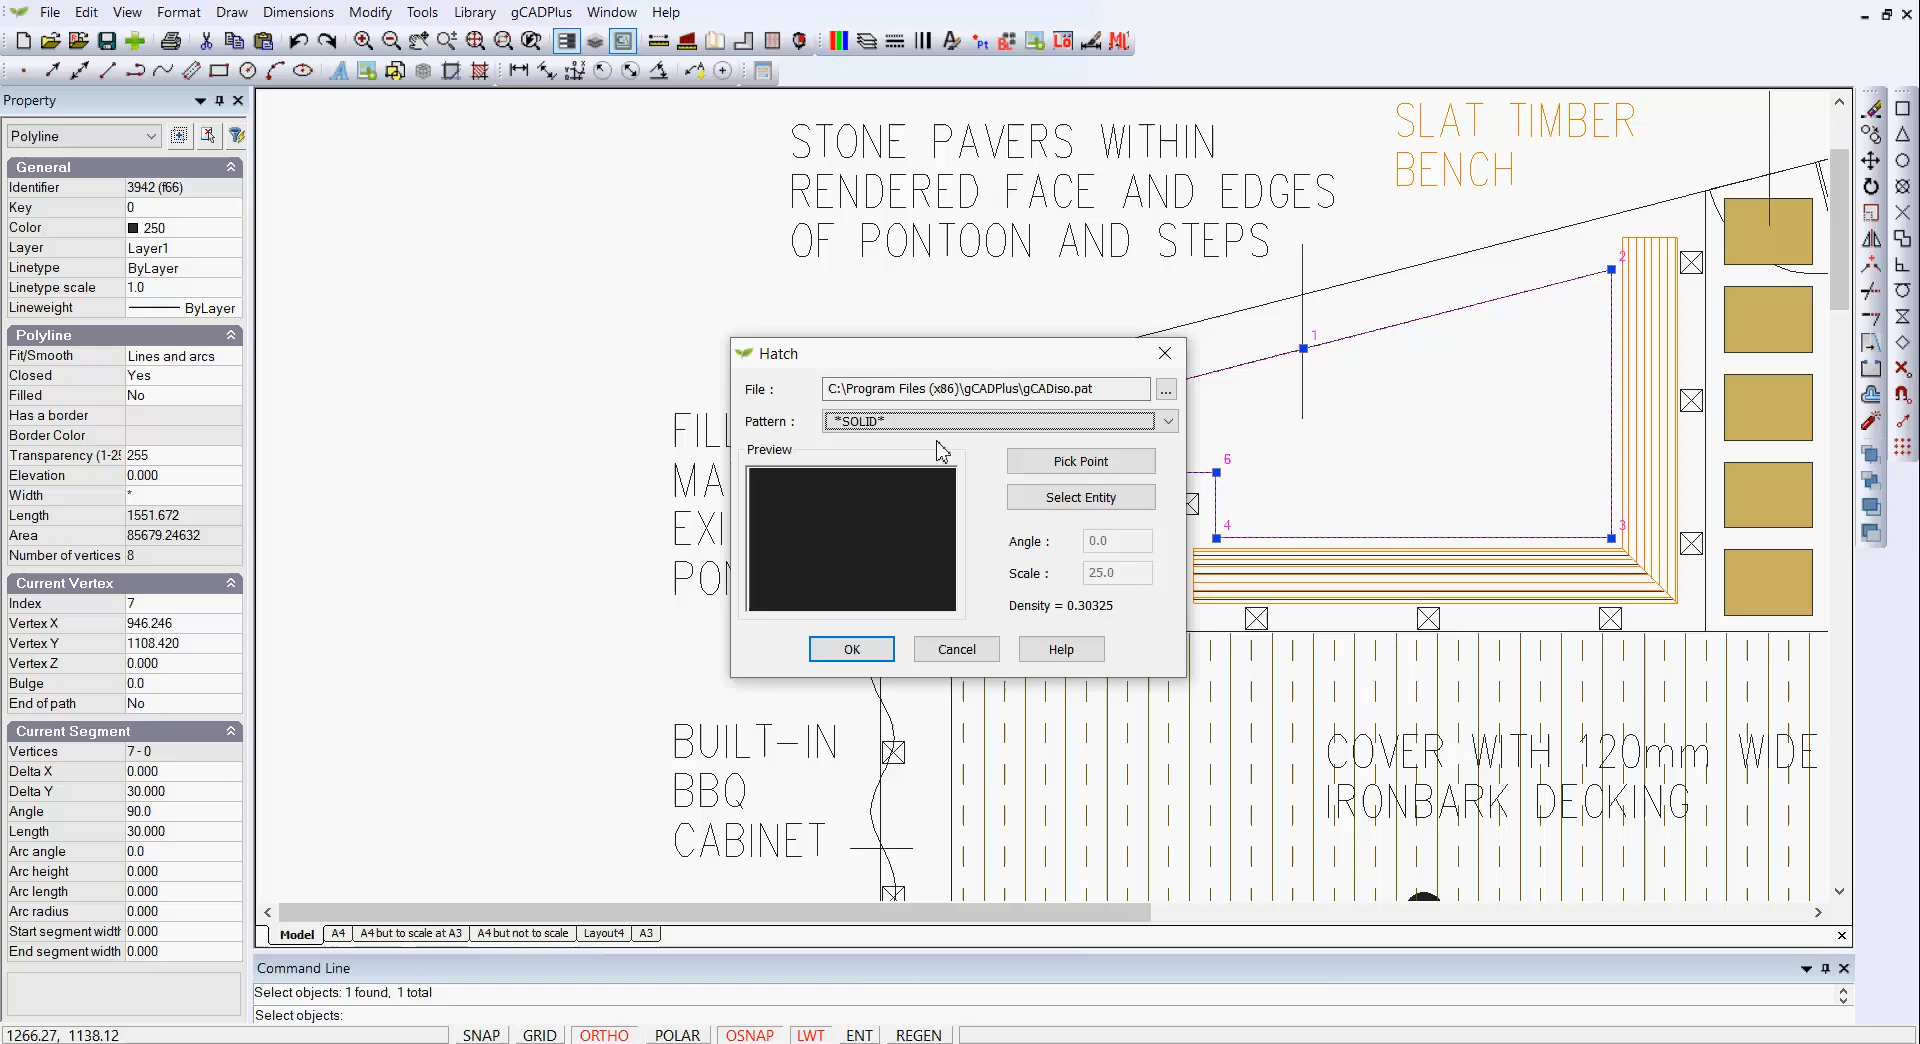 File Edit View Format Draw Dimensions Modify Tools Library gCADPlus Window Help
Property
Polyline
General
Identifier 3942 (f66)
Key 0
Color 250
Layer Layer1
Linetype ByLayer
Linetype scale 1.0
Lineweight ByLayer
Polyline
Fit/Smooth Lines and arcs
Closed Yes
Filled No
Has a border
Border Color
Transparency (1-25 255
Elevation 0.000
Width *
Length 1551.672
Area 85679.24632
Number of vertices 8
Current Vertex
Index 7
Vertex X 946.246
Vertex Y 1108.420
Vertex Z 0.000
Bulge 0.0
End of path No
Current Segment
Vertices 7 - 0
Delta X 0.000
Delta Y 30.000
Angle 90.0
Length 30.000
Arc angle 0.0
Arc height 0.000
Arc length 0.000
Arc radius 0.000
Start segment width 0.000
End segment width 0.000
STONE PAVERS WITHIN
RENDERED FACE AND EDGES
OF PONTOON AND STEPS
SLAT TIMBER
BENCH
1
2
3
4
6
FILL
MA
EXI
PON
Hatch
File : C:\Program Files (x86)\gCADPlus\gCADiso.pat ...
Pattern : *SOLID*
Preview
Pick Point
Select Entity
Angle : 0.0
Scale : 25.0
Density = 0.30325
OK Cancel Help
BUILT-IN
BBQ
CABINET
COVER WITH 120mm WIDE
IRONBARK DECKING
Model A4 A4 but to scale at A3 A4 but not to scale Layout4 A3
Command Line
Select objects: 1 found, 1 total
Select objects:
1266.27, 1138.12 SNAP GRID ORTHO POLAR OSNAP LWT ENT REGEN